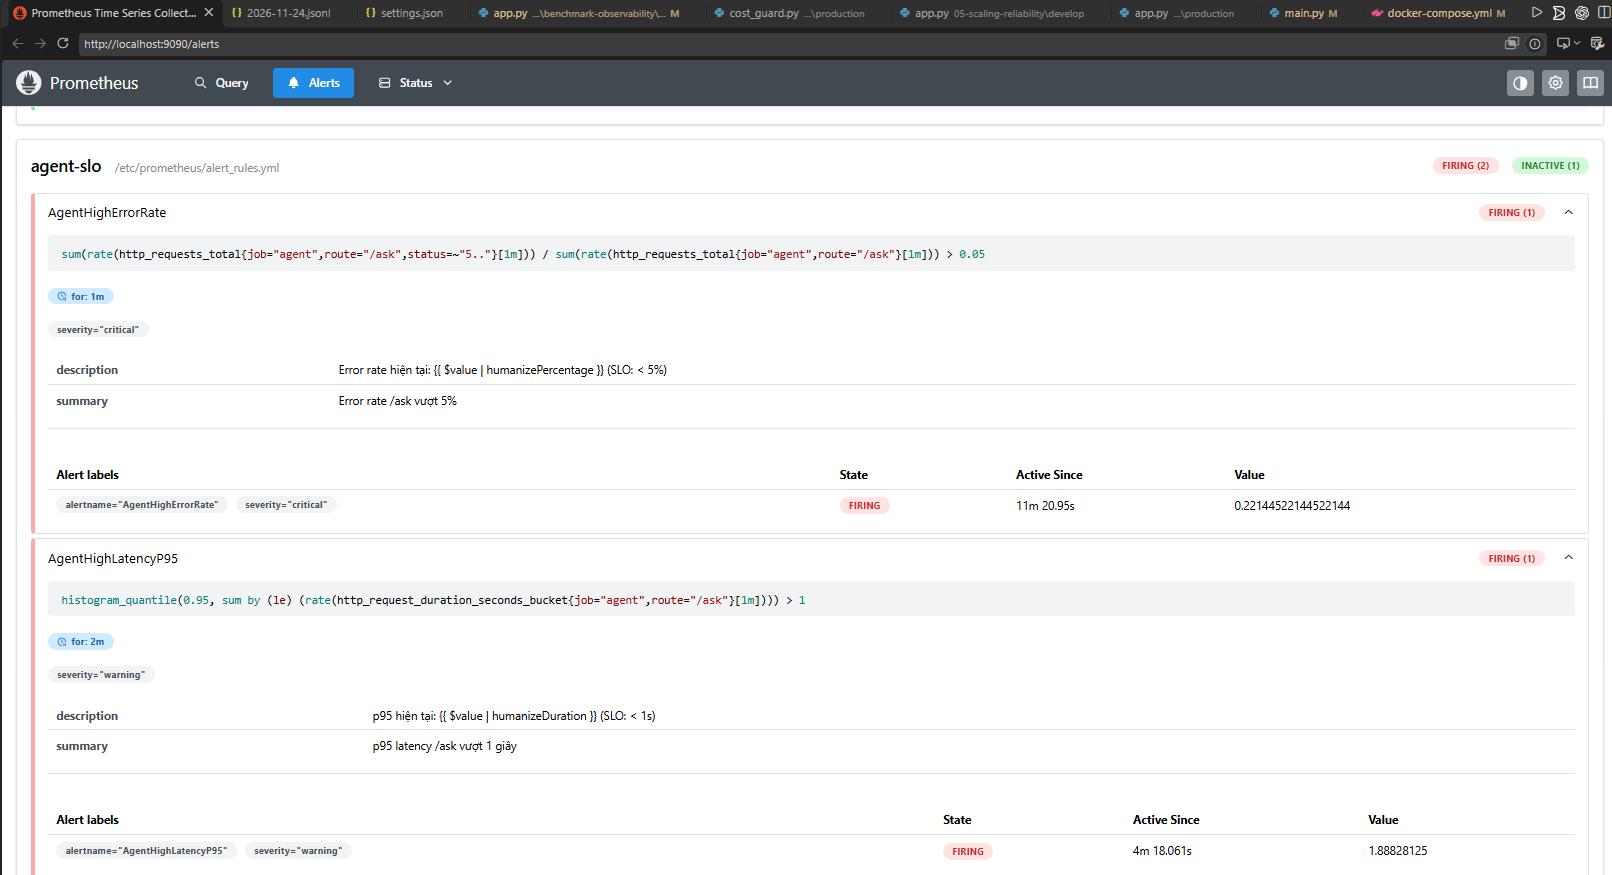 Prometheus Time Series Collect...
2026-11-24.jsonl
settings.json
app.py ...\benchmark-observability\... M
cost_guard.py ...\production
app.py 05-scaling-reliability\develop
app.py ...\production
main.py M
docker-compose.yml M
http://localhost:9090/alerts
Prometheus
Query
Alerts
Status
agent-slo /etc/prometheus/alert_rules.yml
FIRING (2)
INACTIVE (1)
AgentHighErrorRate
FIRING (1)
sum(rate(http_requests_total{job="agent",route="/ask",status=~"5.."}[1m])) / sum(rate(http_requests_total{job="agent",route="/ask"}[1m])) > 0.05
for: 1m
severity="critical"
description Error rate hiện tại: {{ $value | humanizePercentage }} (SLO: < 5%)
summary Error rate /ask vượt 5%
Alert labels State Active Since Value
alertname="AgentHighErrorRate" severity="critical" FIRING 11m 20.95s 0.22144522144522144
AgentHighLatencyP95
FIRING (1)
histogram_quantile(0.95, sum by (le) (rate(http_request_duration_seconds_bucket{job="agent",route="/ask"}[1m]))) > 1
for: 2m
severity="warning"
description p95 hiện tại: {{ $value | humanizeDuration }} (SLO: < 1s)
summary p95 latency /ask vượt 1 giây
Alert labels State Active Since Value
alertname="AgentHighLatencyP95" severity="warning" FIRING 4m 18.061s 1.88828125